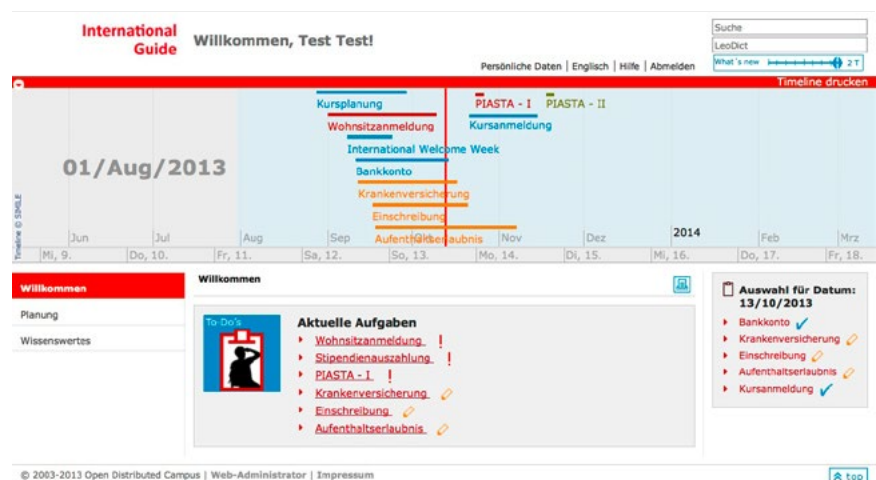 International
Guide
Willkommen, Test Test!
Suche
LeoDict
Persönliche Daten | Englisch | Hilfe | Abmelden
What´s new 2 T
Timeline drucken
Kursplanung
PIASTA - I
PIASTA - II
Wohnsitzanmeldung
Kursanmeldung
International Welcome Week
01/Aug/2013
Bankkonto
Krankenversicherung
Einschreibung
Aufenthaltserlaubnis
Timeline © SIMILE
Jun Jul Aug Sep Okt Nov Dez 2014 Feb Mrz
Mi, 9. Do, 10. Fr, 11. Sa, 12. So, 13. Mo. 14. Di, 15. Mi, 16. Do, 17. Fr, 18.
Willkommen
Planung
Wissenswertes
Willkommen
To-Do's
Aktuelle Aufgaben
Wohnsitzanmeldung
Stipendienauszahlung
PIASTA - I
Krankenversicherung
Einschreibung
Aufenthaltserlaubnis
Auswahl für Datum:
13/10/2013
Bankkonto
Krankenversicherung
Einschreibung
Aufenthaltserlaubnis
Kursanmeldung
© 2003-2013 Open Distributed Campus | Web-Administrator | Impressum
top